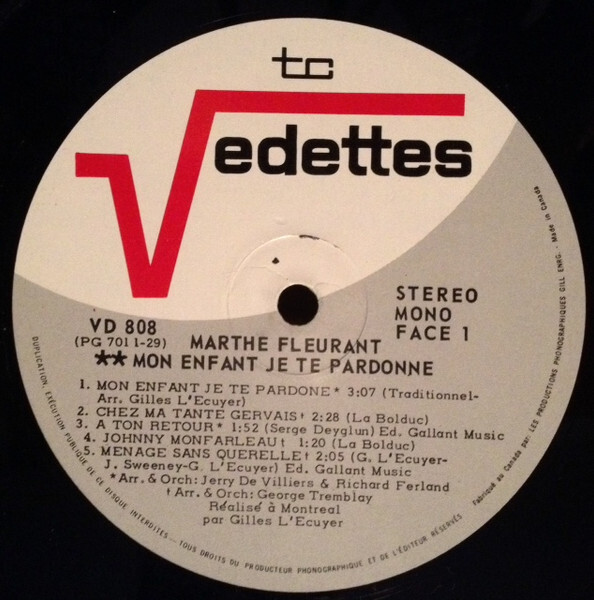 tc
Vedettes
STEREO
MONO
FACE 1
VD 808
(PG 701 1-29)
MARTHE FLEURANT
** MON ENFANT JE TE PARDONNE
1. MON ENFANT JE TE PARDONE* 3:07 (Traditionnel-
Arr. Gilles L'Ecuyer)
2. CHEZ MA TANTE GERVAIS† 2:28 (La Bolduc)
3. A TON RETOUR* 1:52 (Serge Deyglun) Ed. Gallant Music
4. JOHNNY MONFARLEAU† 1:20 (La Bolduc)
5. MENAGE SANS QUERELLE† 2:05 (G. L'Ecuyer-
J. Sweeney-G. L'Ecuyer) Ed. Gallant Music
*Arr. & Orch: Jerry De Villiers & Richard Ferland
†Arr. & Orch: George Tremblay
Réalisé à Montreal
par Gilles L'Ecuyer
DUPLICATION, EXÉCUTION PUBLIQUE DE CE DISQUE INTERDITES — TOUS DROITS DU PRODUCTEUR PHONOGRAPHIQUE ET DE L'ÉDITEUR RÉSERVÉS
Fabriqué au Canada par: LES PRODUCTIONS PHONOGRAPHIQUES GILL ENRG. - Made in Canada